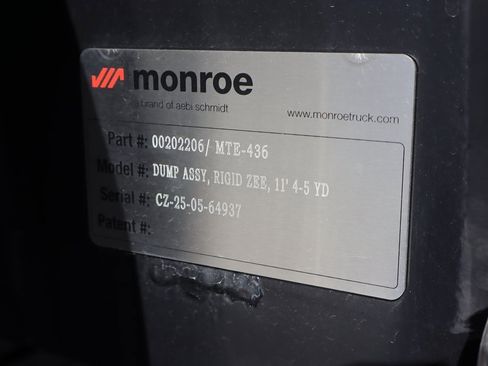 monroe
a brand of aebi schmidt
www.monroetruck.com
Part #: 00202206/ MTE-436
Model #: DUMP ASSY, RIGID ZEE, 11' 4-5 YD
Serial #: CZ-25-05-64937
Patent #: